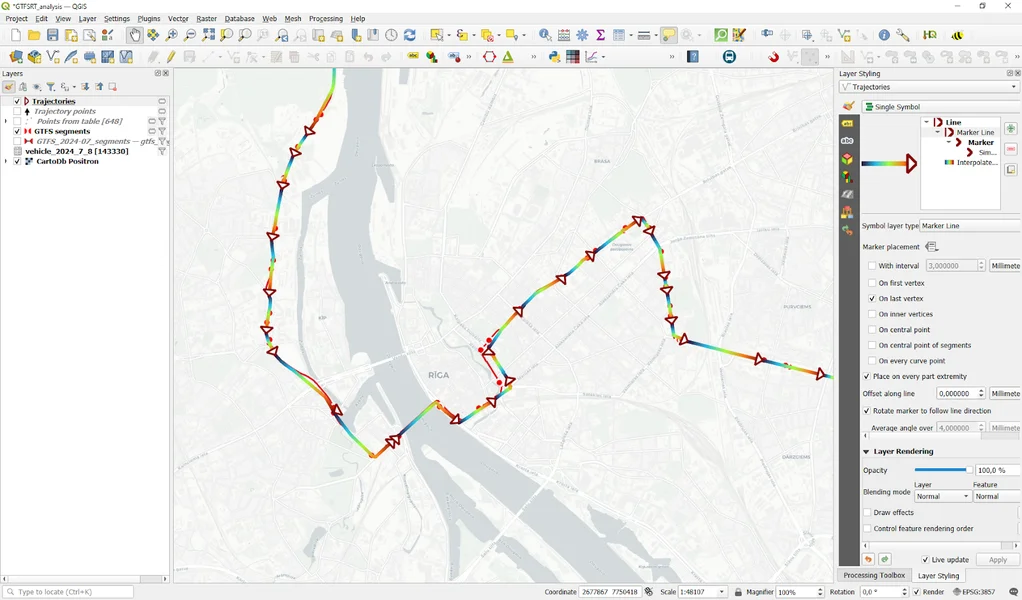 *GTFSRT_analysis — QGIS
Project Edit View Layer Settings Plugins Vector Raster Database Web Mesh Processing Help
Layers
Trajectories
Trajectory points
Points from table [648]
GTFS segments
GTFS_2024-07_segments — gtfs_
vehicle_2024_7_8 [143330]
CartoDb Positron
RĪGA
Layer Styling
Trajectories
Single Symbol
Line
Marker Line
Marker
Sim...
Interpolate...
Symbol layer type Marker Line
Marker placement
With interval 3,000000 Millimete
On first vertex
On last vertex
On inner vertices
On central point
On central point of segments
On every curve point
Place on every part extremity
Offset along line 0,000000 Millimete
Rotate marker to follow line direction
Average angle over 4,000000 Millimete
Layer Rendering
Opacity 100,0 %
Layer Feature
Blending mode Normal Normal
Draw effects
Control feature rendering order
Live update Apply
Processing Toolbox Layer Styling
Type to locate (Ctrl+K) Coordinate 2677867 7750418 Scale 1:48107 Magnifier 100% Rotation 0,0 ° Render EPSG:3857